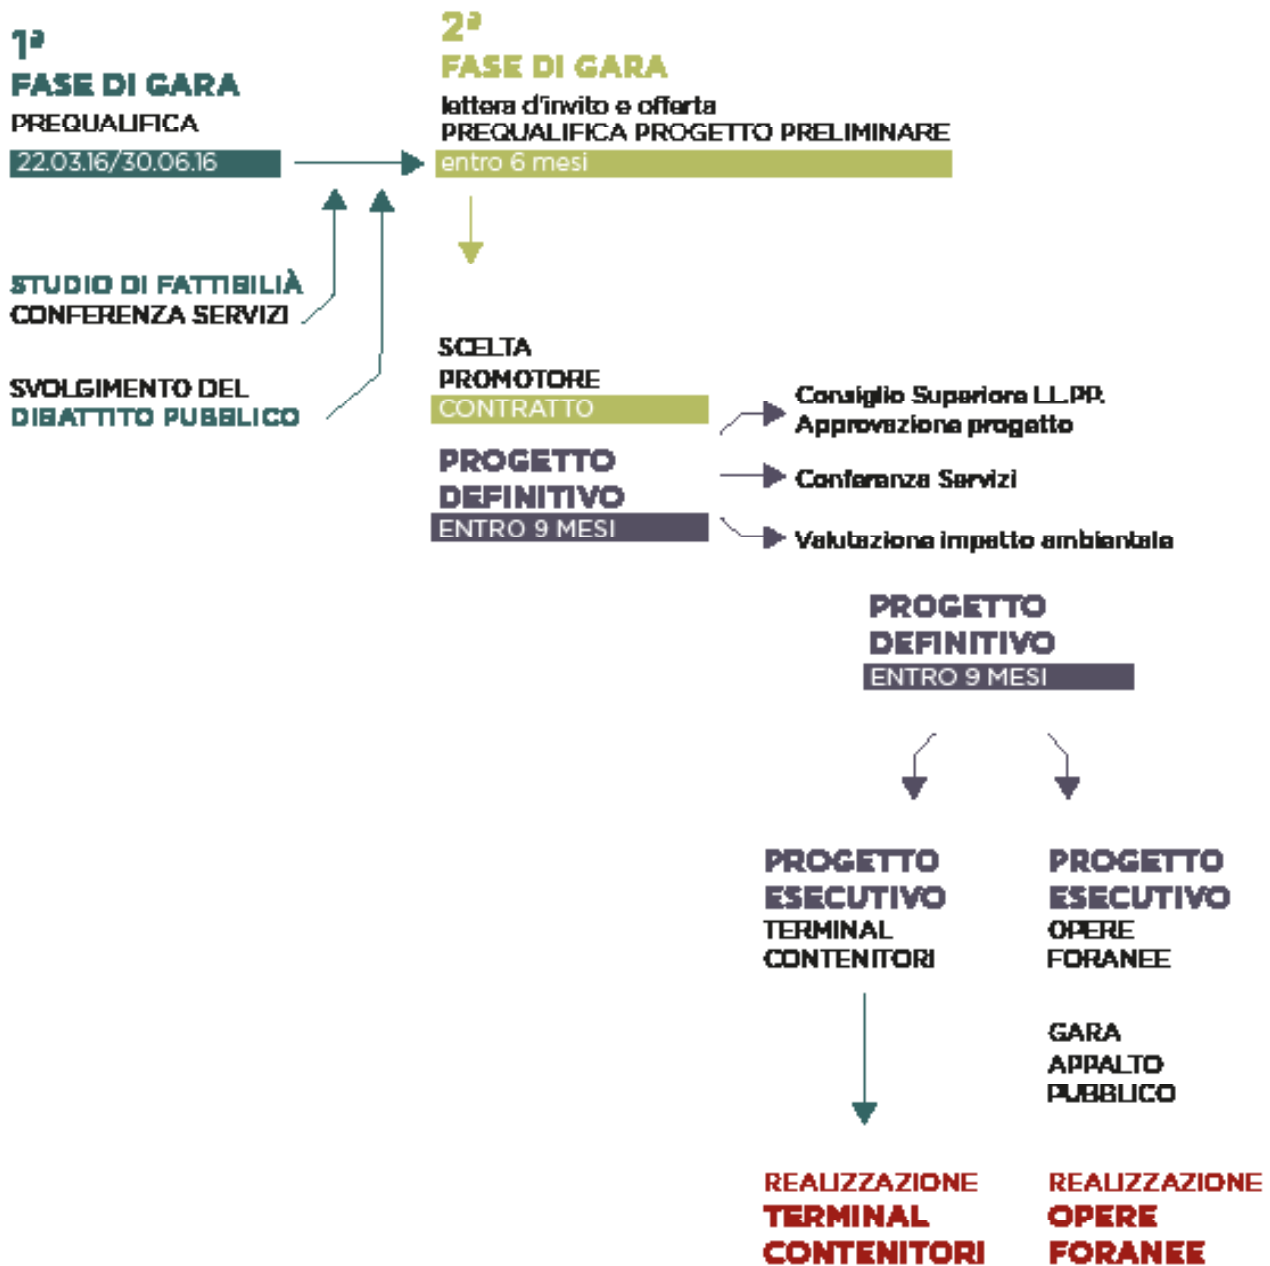 1ª
FASE DI GARA
PREQUALIFICA
22.03.16/30.06.16
2ª
FASE DI GARA
lettera d'invito e offerta
PREQUALIFICA PROGETTO PRELIMINARE
entro 6 mesi
STUDIO DI FATTIBILIÀ
CONFERENZA SERVIZI
SVOLGIMENTO DEL
DIBATTITO PUBBLICO
SCELTA
PROMOTORE
CONTRATTO
PROGETTO
DEFINITIVO
ENTRO 9 MESI
Consiglio Superiore LL.PP.
Approvazione progetto
Conferenza Servizi
Valutazione impatto ambientale
PROGETTO
DEFINITIVO
ENTRO 9 MESI
PROGETTO
ESECUTIVO
TERMINAL
CONTENITORI
PROGETTO
ESECUTIVO
OPERE
FORANEE
GARA
APPALTO
PUBBLICO
REALIZZAZIONE
TERMINAL
CONTENITORI
REALIZZAZIONE
OPERE
FORANEE